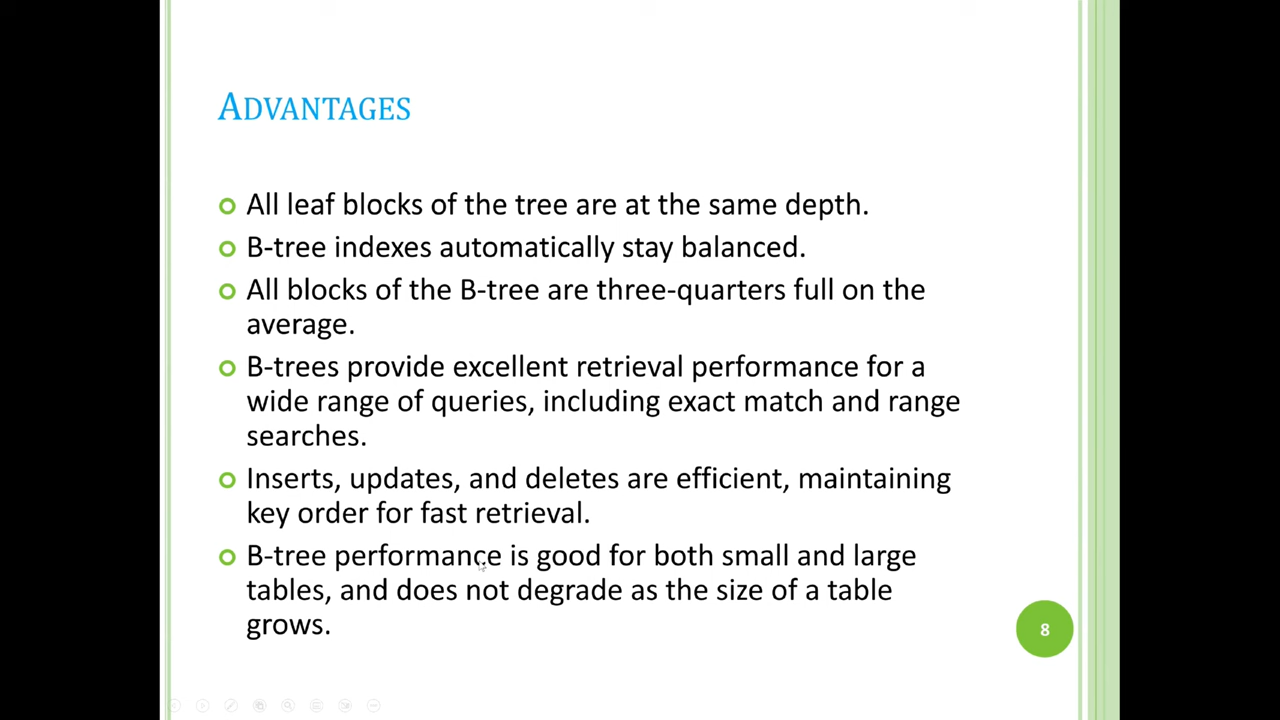 ADVANTAGES
All leaf blocks of the tree are at the same depth.
B-tree indexes automatically stay balanced.
All blocks of the B-tree are three-quarters full on the
average.
B-trees provide excellent retrieval performance for a
wide range of queries, including exact match and range
searches.
Inserts, updates, and deletes are efficient, maintaining
key order for fast retrieval.
B-tree performance is good for both small and large
tables, and does not degrade as the size of a table
grows.
8